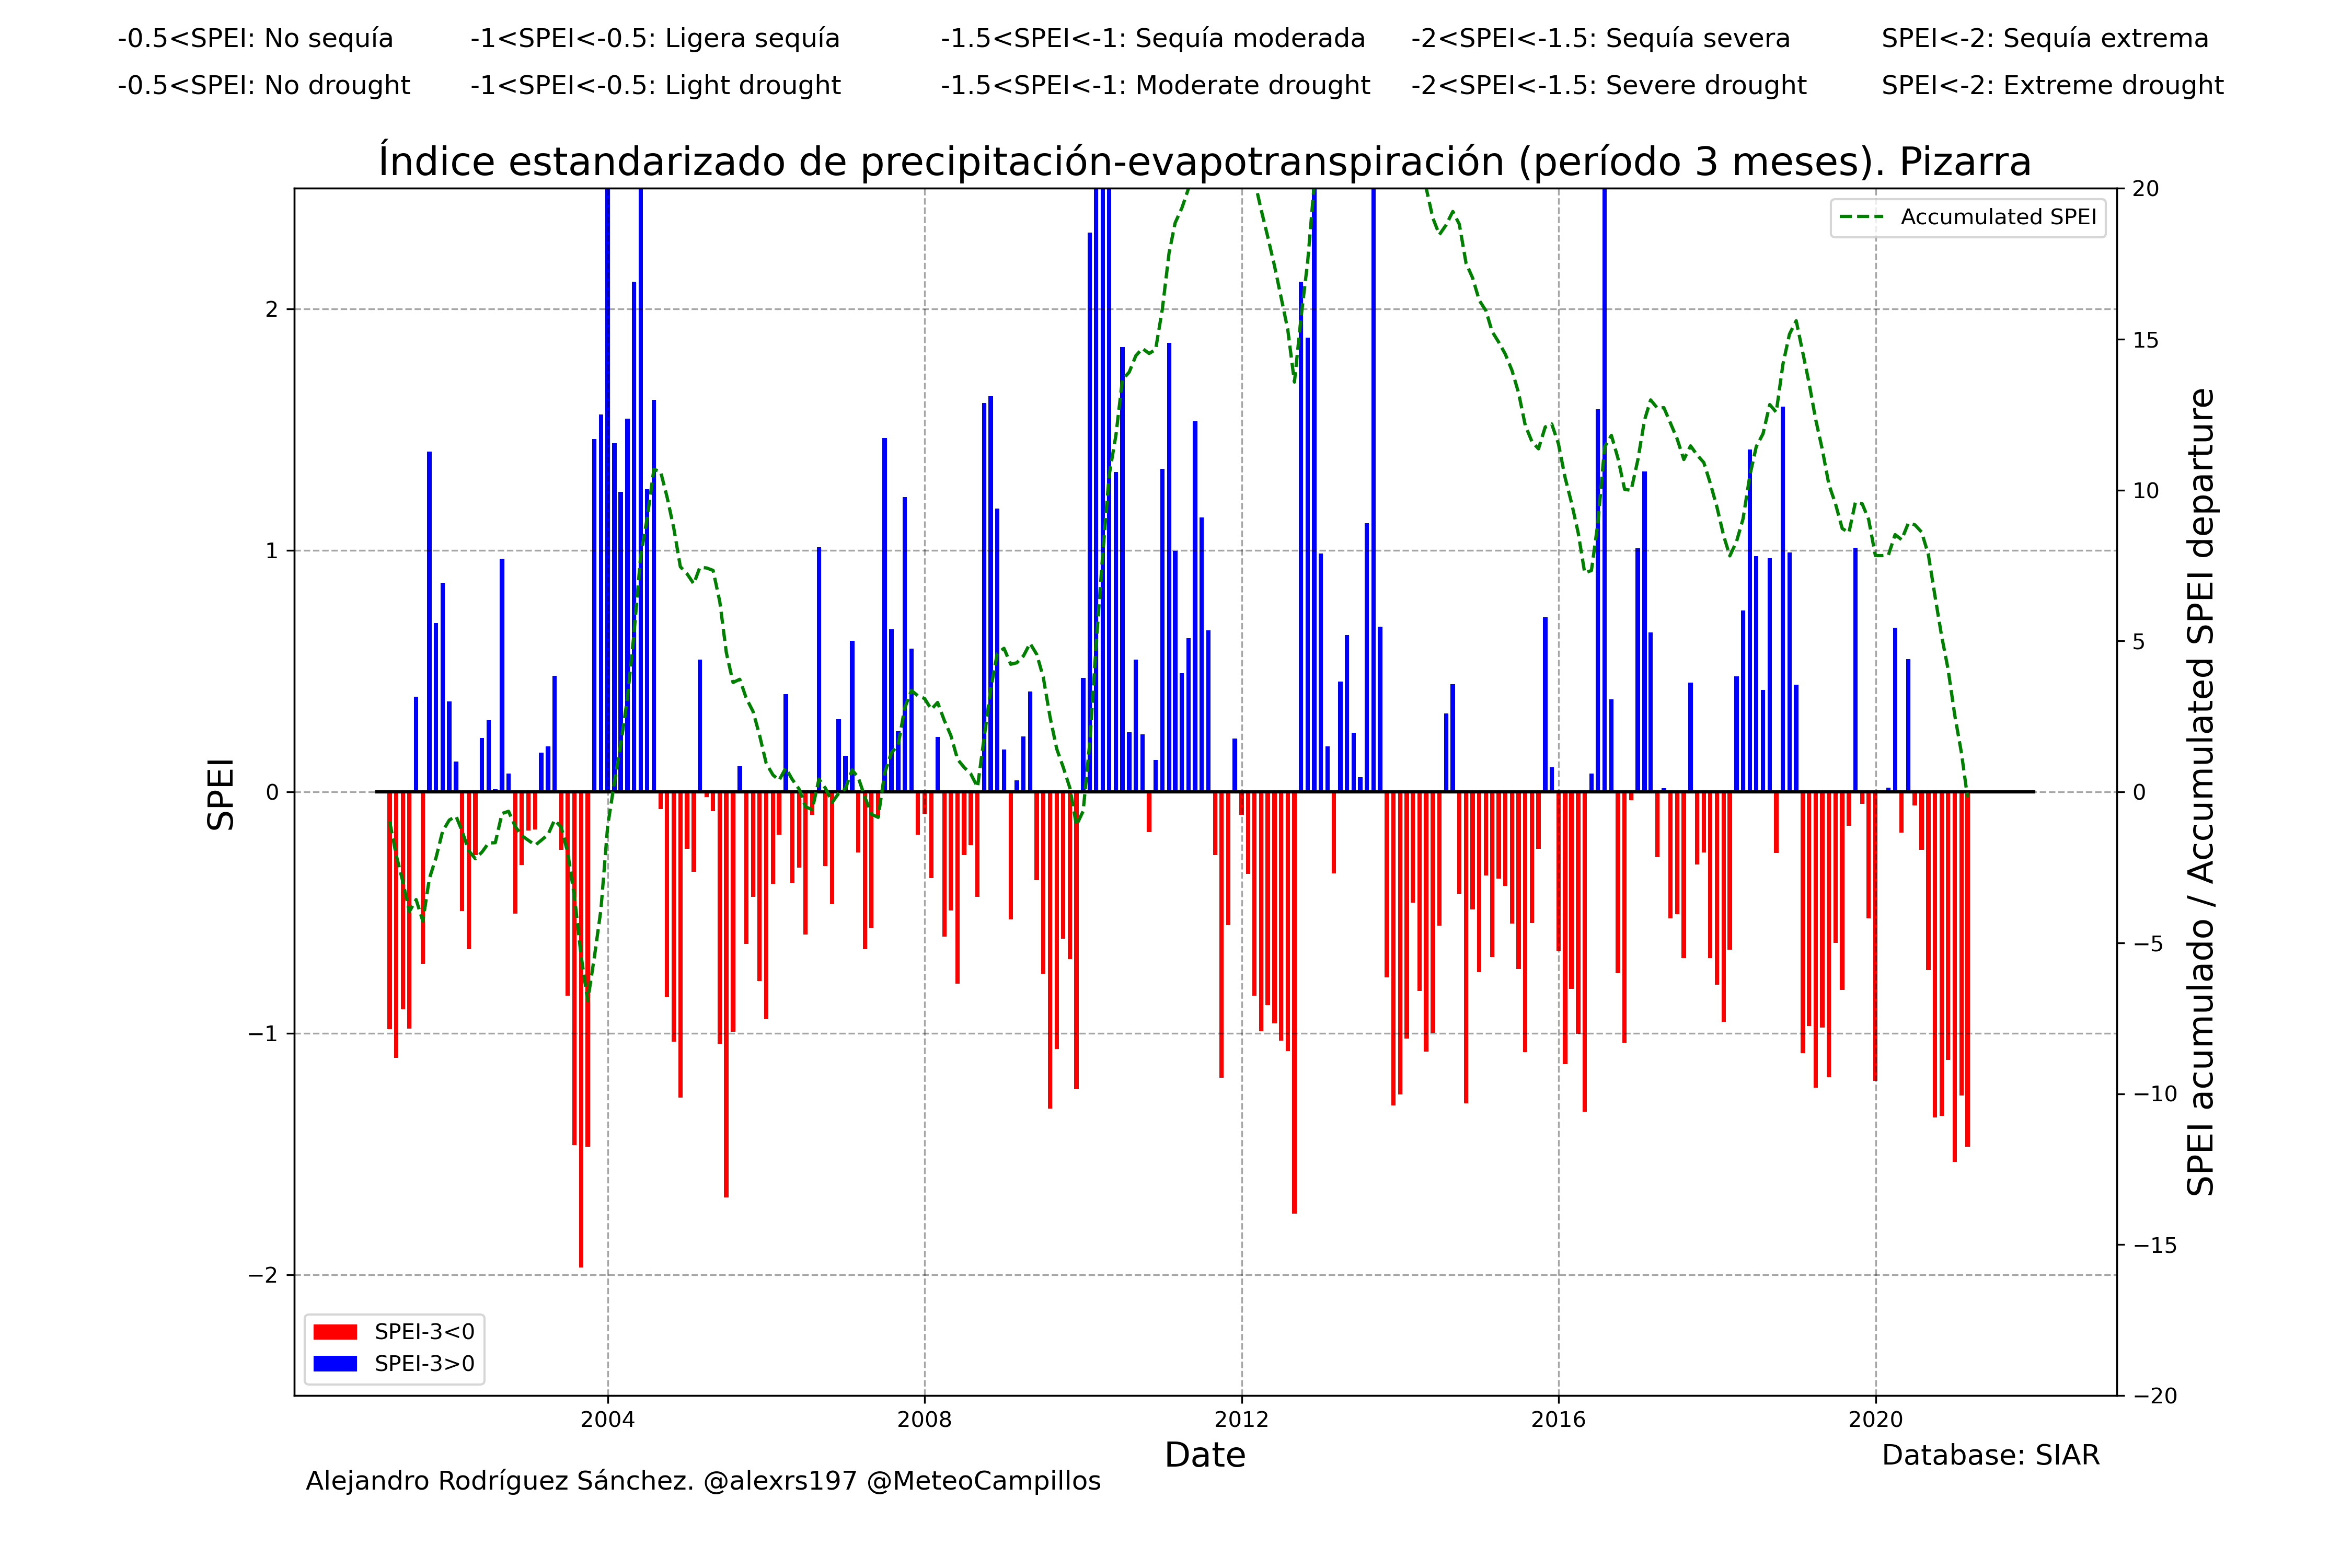 -0.5<SPEI: No sequía -1<SPEI<-0.5: Ligera sequía -1.5<SPEI<-1: Sequía moderada -2<SPEI<-1.5: Sequía severa SPEI<-2: Sequía extrema
-0.5<SPEI: No drought -1<SPEI<-0.5: Light drought -1.5<SPEI<-1: Moderate drought -2<SPEI<-1.5: Severe drought SPEI<-2: Extreme drought
Índice estandarizado de precipitación-evapotranspiración (período 3 meses). Pizarra
Accumulated SPEI
SPEI
2
1
0
−1
−2
20
15
10
5
0
−5
−10
−15
−20
SPEI acumulado / Accumulated SPEI departure
SPEI-3<0
SPEI-3>0
2004 2008 2012 2016 2020
Date
Database: SIAR
Alejandro Rodríguez Sánchez. @alexrs197 @MeteoCampillos